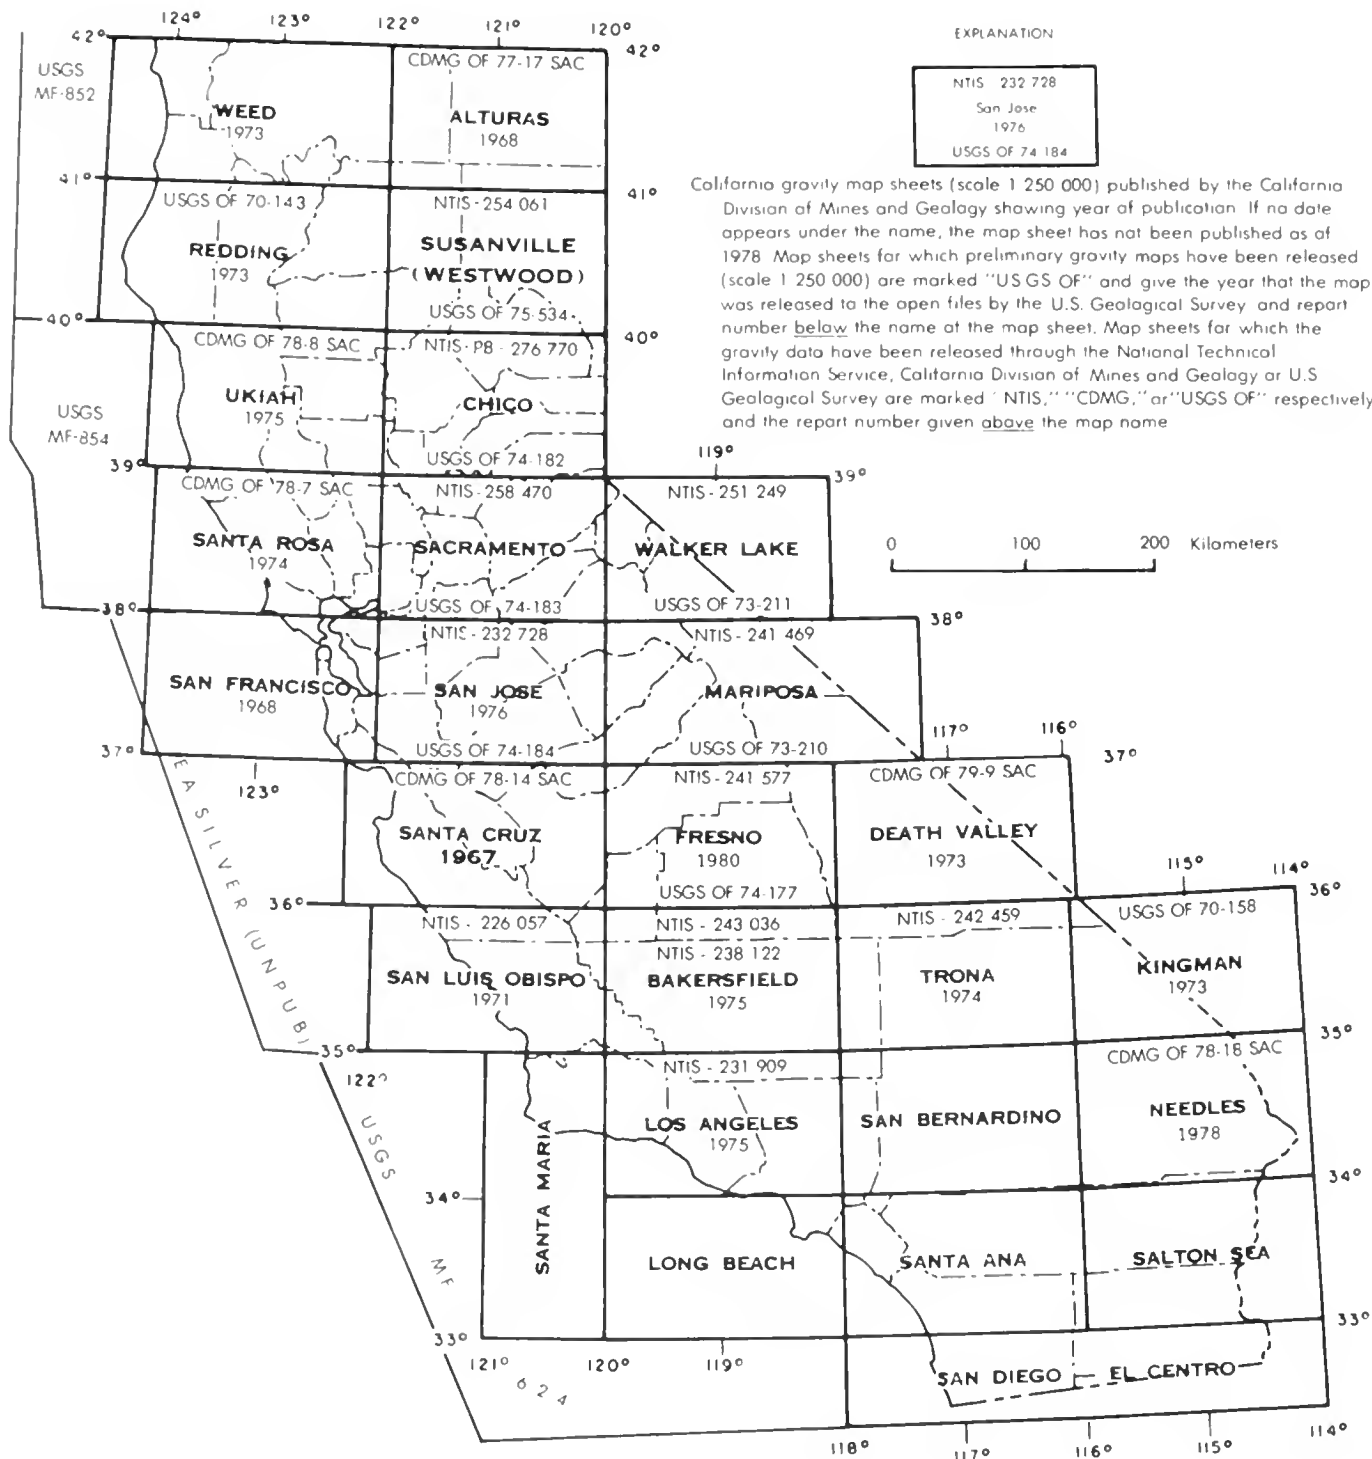 124° 123° 122° 121° 120°
42° 42°
USGS
MF-852
WEED
1973
CDMG OF 77-17 SAC
ALTURAS
1968
EXPLANATION
NTIS 232 728
San Jose
1976
USGS OF 74 184
41° 41°
California gravity map sheets (scale 1 250 000) published by the California
Division of Mines and Geology showing year of publication If no date
appears under the name, the map sheet has not been published as of
1978 Map sheets for which preliminary gravity maps have been released
(scale 1 250 000) are marked "US GS OF" and give the year that the map
was released to the open files by the U.S. Geological Survey and report
number below the name at the map sheet. Map sheets for which the
gravity data have been released through the National Technical
Information Service, California Division of Mines and Geology or U.S
Geological Survey are marked "NTIS," "CDMG," or "USGS OF" respectively
and the report number given above the map name
USGS OF 70-143
REDDING
1973
NTIS-254 061
SUSANVILLE
(WESTWOOD)
USGS OF 75-534
40° 40°
USGS
MF-854
CDMG OF 78-8 SAC
UKIAH
1975
NTIS-PB-276 770
CHICO
USGS OF 74-182
39° 119° 39°
CDMG OF 78-7 SAC
SANTA ROSA
1974
NTIS-258 470
SACRAMENTO
USGS OF 74-183
NTIS-251 249
WALKER LAKE
USGS OF 73-211
0 100 200 Kilometers
38° 38°
SAN FRANCISCO
1968
NTIS-232 728
SAN JOSE
1976
USGS OF 74-184
NTIS-241 469
MARIPOSA
USGS OF 73-210
37° 117° 116° 37°
123°
EA SILVER (UNPUB)
CDMG OF 78-14 SAC
SANTA CRUZ
1967
NTIS-241 577
FRESNO
1980
USGS OF 74-177
CDMG OF 79-9 SAC
DEATH VALLEY
1973
36° 115° 114° 36°
NTIS-226 057
SAN LUIS OBISPO
1971
NTIS-243 036
NTIS-238 122
BAKERSFIELD
1975
NTIS-242 459
TRONA
1974
USGS OF 70-158
KINGMAN
1973
35° 35°
122°
USGS MF 624
SANTA MARIA
NTIS-231 909
LOS ANGELES
1975
SAN BERNARDINO
CDMG OF 78-18 SAC
NEEDLES
1978
34° 34°
LONG BEACH
SANTA ANA
SALTON SEA
33° 33°
121° 120° 119°
SAN DIEGO
EL CENTRO
118° 117° 116° 115° 114°